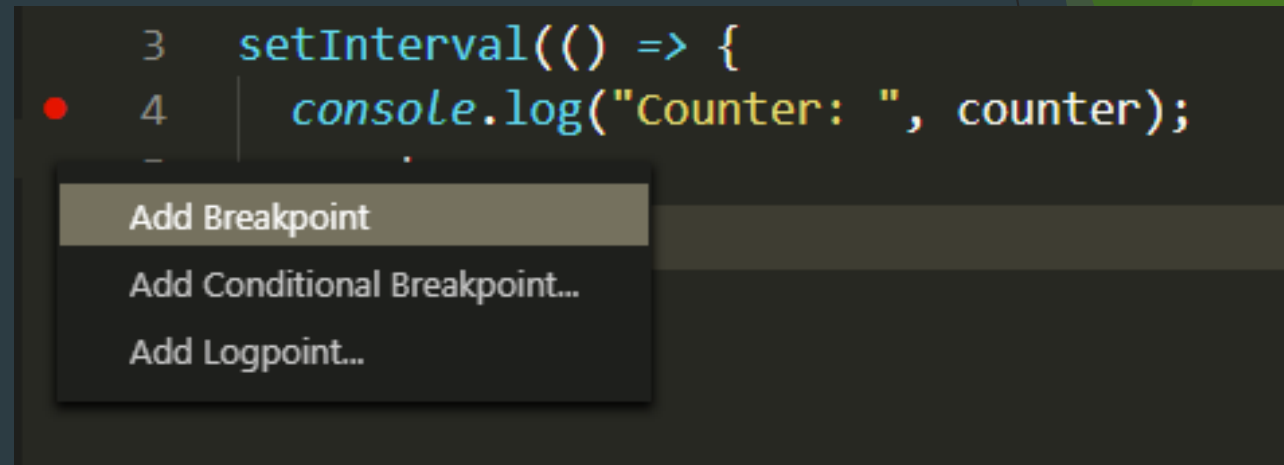 3 setInterval(() => {
4 console.log("Counter: ", counter);
Add Breakpoint
Add Conditional Breakpoint...
Add Logpoint...